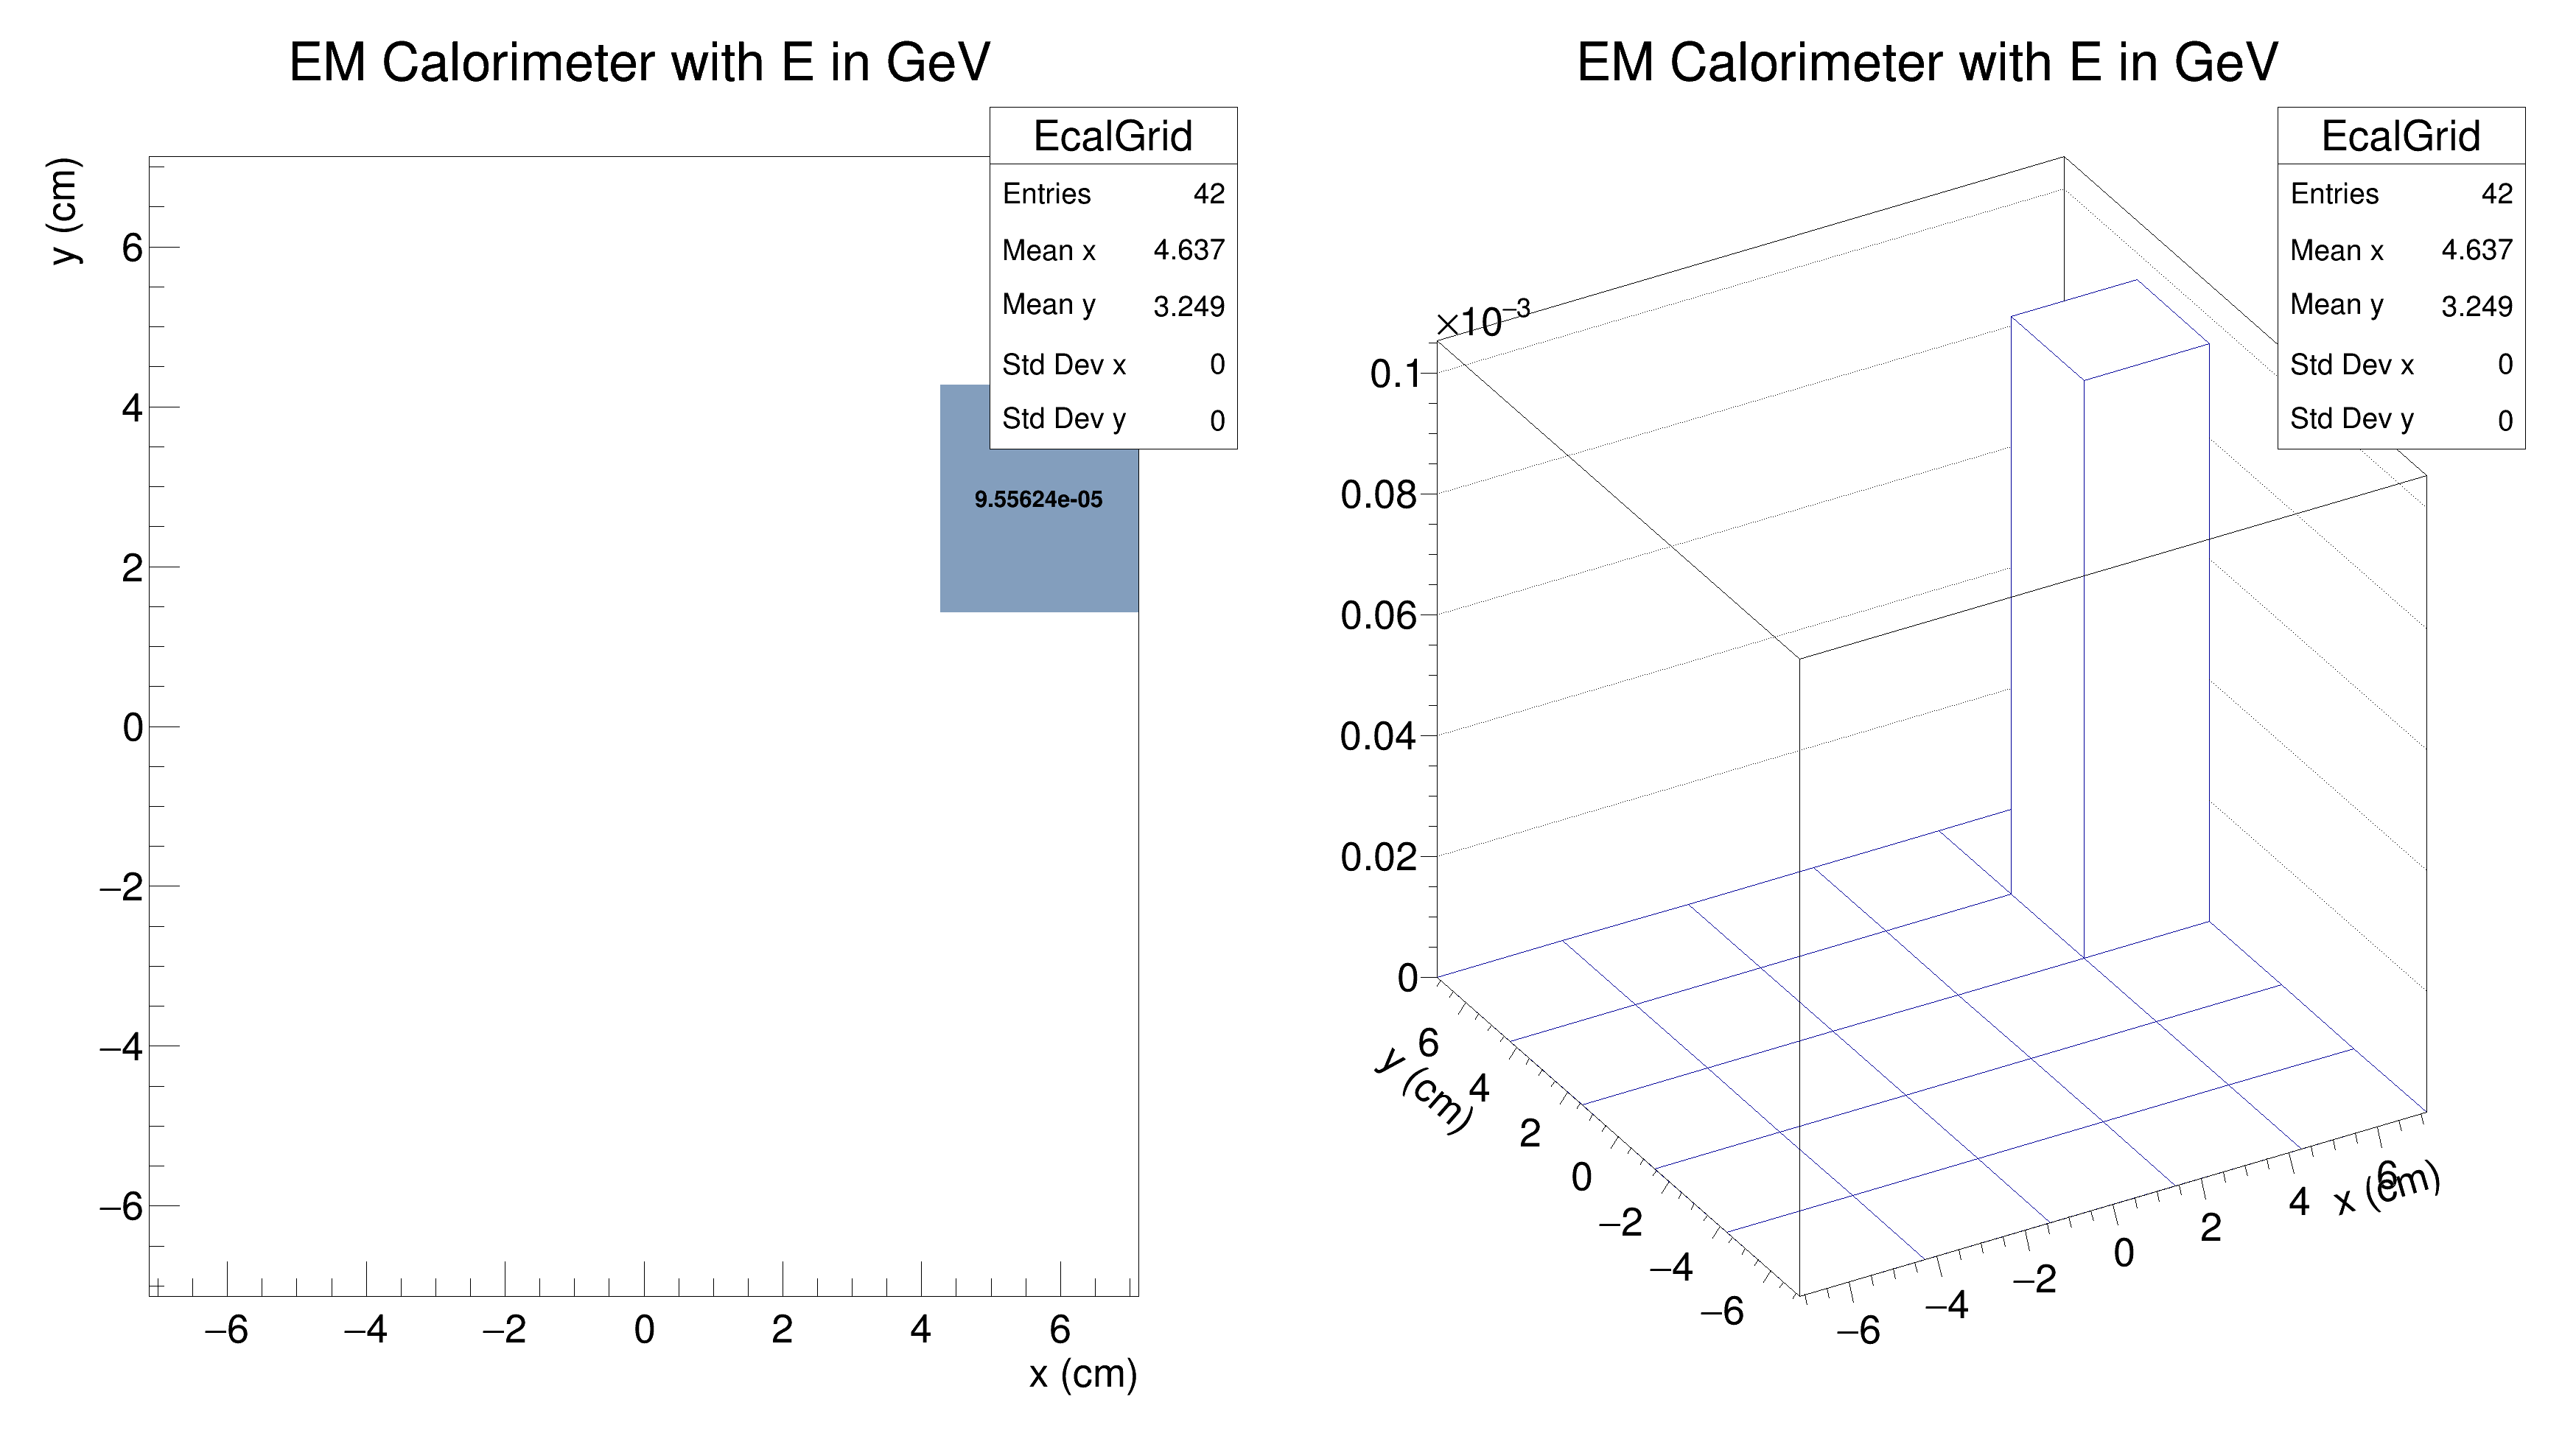 EM Calorimeter with E in GeV
EcalGrid
Entries 42
Mean x 4.637
Mean y 3.249
Std Dev x 0
Std Dev y 0
y (cm)
6
4
2
0
−2
−4
−6
9.55624e-05
−6 −4 −2 0 2 4 6
x (cm)
EM Calorimeter with E in GeV
EcalGrid
Entries 42
Mean x 4.637
Mean y 3.249
Std Dev x 0
Std Dev y 0
×10⁻³
0.1
0.08
0.06
0.04
0.02
0
6
4
2
0
−2
−4
−6
y (cm)
−6
−4
−2
0
2
4
6
x (cm)